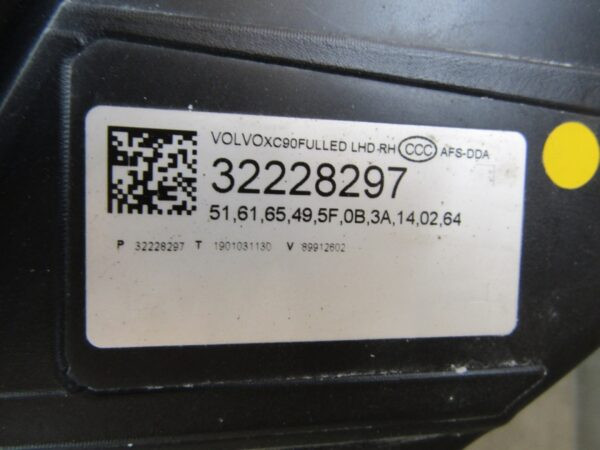 VOLVOXC90FULLED LHD RH CCC AFS-DDA
32228297
51,61,65,49,5F,0B,3A,14,02,64
P 32228297 T 1901031130 V 89912602